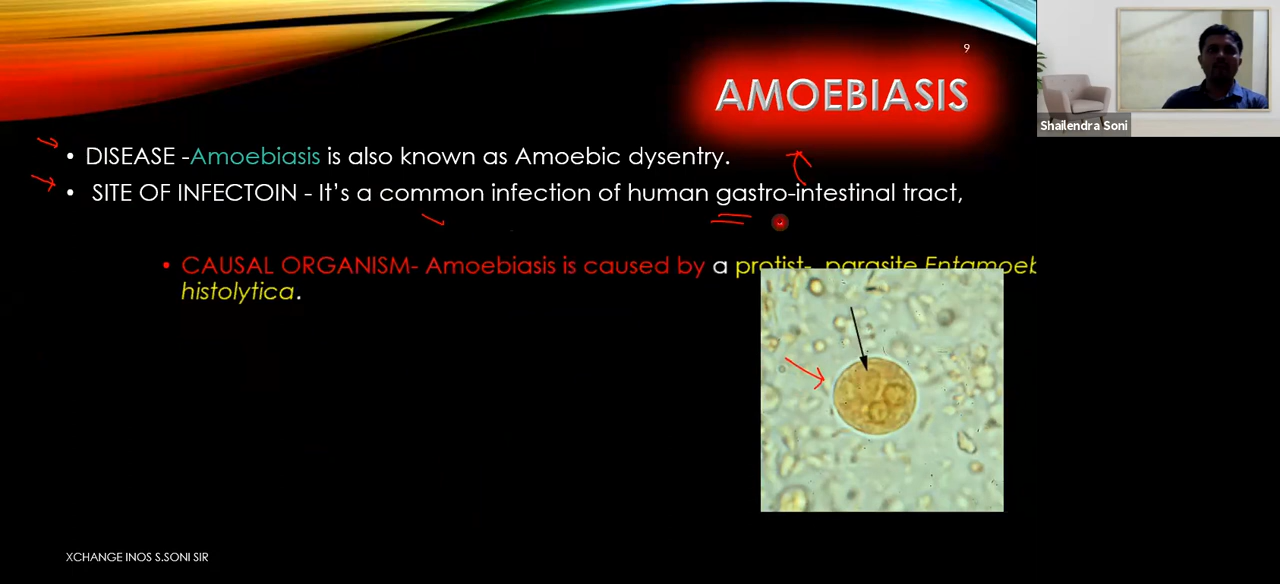 9
AMOEBIASIS
Shailendra Soni
• DISEASE -Amoebiasis is also known as Amoebic dysentry.
• SITE OF INFECTOIN - It's a common infection of human gastro-intestinal tract,
• CAUSAL ORGANISM- Amoebiasis is caused by a protist- parasite Entamoeb
histolytica.
XCHANGE INOS S.SONI SIR